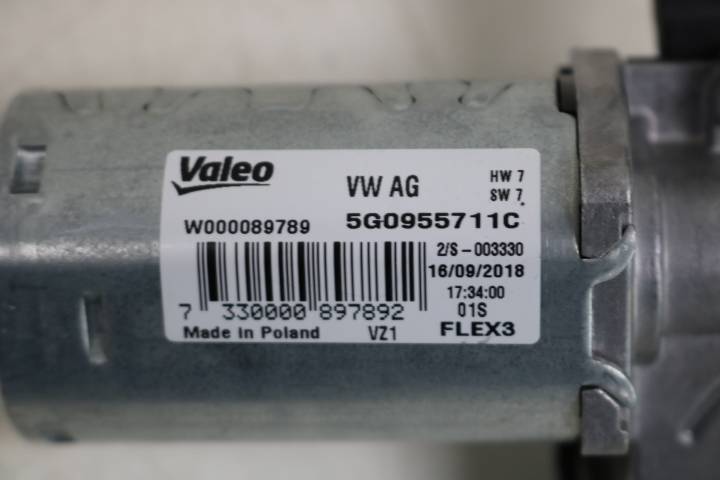 Valeo
VW AG
HW 7
SW 7
W000089789
5G0955711C
2/S-003330
16/09/2018
17:34:00
01S
7 330000 897892
Made in Poland
VZ1
FLEX3